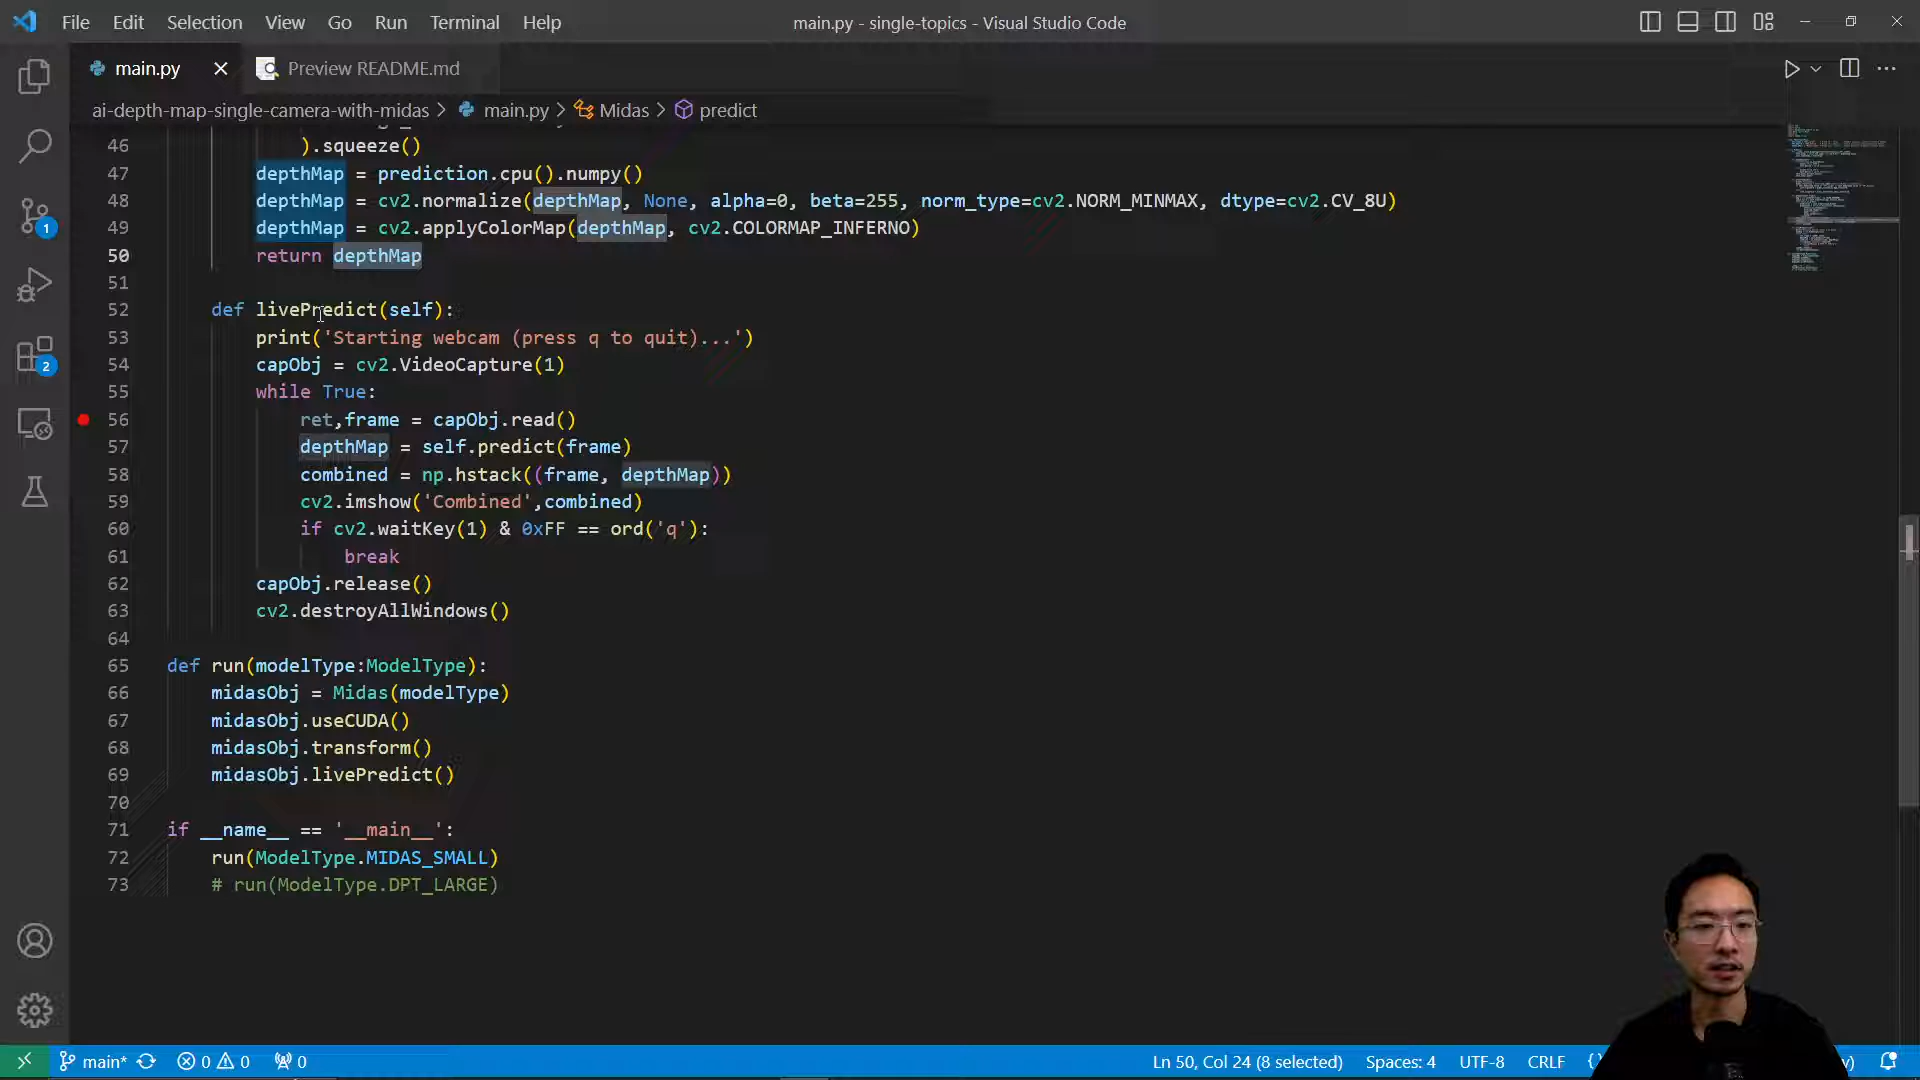 File Edit Selection View Go Run Terminal Help
main.py - single-topics - Visual Studio Code
main.py
Preview README.md
ai-depth-map-single-camera-with-midas > main.py > Midas > predict
46 ).squeeze()
47 depthMap = prediction.cpu().numpy()
48 depthMap = cv2.normalize(depthMap, None, alpha=0, beta=255, norm_type=cv2.NORM_MINMAX, dtype=cv2.CV_8U)
49 depthMap = cv2.applyColorMap(depthMap, cv2.COLORMAP_INFERNO)
50 return depthMap
51
52 def livePredict(self):
53 print('Starting webcam (press q to quit)...')
54 capObj = cv2.VideoCapture(1)
55 while True:
56 ret,frame = capObj.read()
57 depthMap = self.predict(frame)
58 combined = np.hstack((frame, depthMap))
59 cv2.imshow('Combined',combined)
60 if cv2.waitKey(1) & 0xFF == ord('q'):
61 break
62 capObj.release()
63 cv2.destroyAllWindows()
64
65 def run(modelType:ModelType):
66 midasObj = Midas(modelType)
67 midasObj.useCUDA()
68 midasObj.transform()
69 midasObj.livePredict()
70
71 if __name__ == '__main__':
72 run(ModelType.MIDAS_SMALL)
73 # run(ModelType.DPT_LARGE)
1
2
main* 0 0 0
Ln 50, Col 24 (8 selected) Spaces: 4 UTF-8 CRLF